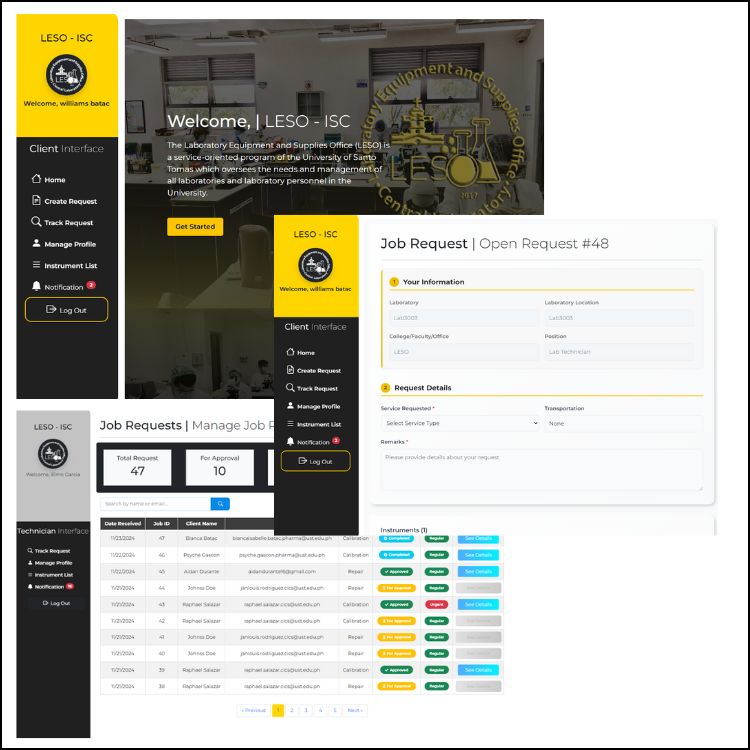 LESO - ISC
Welcome, williams batac
Client Interface
Home
Create Request
Track Request
Manage Profile
Instrument List
Notification 2
Log Out
Welcome, | LESO - ISC
The Laboratory Equipment and Supplies Office (LESO) is
a service-oriented program of the University of Santo
Tomas which oversees the needs and management of
all laboratories and laboratory personnel in the
University.
Get Started
Laboratory Equipment and Supplies Office
LESO
2017
Central Laboratory
LESO - ISC
Welcome, williams batac
Client Interface
Home
Create Request
Track Request
Manage Profile
Instrument List
Notification
Log Out
Job Request | Open Request #48
1 Your Information
Laboratory Laboratory Location
Lab3003 Lab3003
College/Faculty/Office Position
LESO Lab Technician
2 Request Details
Service Requested * Transportation
Select Service Type None
Remarks *
Please provide details about your request
Instruments (1)
LESO - ISC
Welcome, Elmo Garcia
Technician Interface
Track Request
Manage Profile
Instrument List
Notification
Log Out
Job Requests | Manage Job
Total Request For Approval
47 10
Search by name or email...
Date Received Job ID Client Name
11/23/2024 47 Bianca Batac biancaisabelle.batac.pharma@ust.edu.ph Calibration Completed Regular See Details
11/22/2024 46 Psyche Gascon psyche.gascon.pharma@ust.edu.ph Calibration Completed Regular See Details
11/22/2024 45 Aidan Durante aidandurante16@gmail.com Repair Approved Regular See Details
11/21/2024 44 Johnss Doe janlouis.rodriguez.cics@ust.edu.ph Repair For Approval Regular See Details
11/21/2024 43 Raphael Salazar raphael.salazar.cics@ust.edu.ph Calibration Approved Urgent See Details
11/21/2024 42 Raphael Salazar raphael.salazar.cics@ust.edu.ph Repair For Approval Regular See Details
11/21/2024 41 Johnss Doe janlouis.rodriguez.cics@ust.edu.ph Repair For Approval Regular See Details
11/21/2024 40 Johnss Doe janlouis.rodriguez.cics@ust.edu.ph Repair For Approval Regular See Details
11/21/2024 39 Raphael Salazar raphael.salazar.cics@ust.edu.ph Calibration Approved Regular See Details
11/21/2024 38 Raphael Salazar raphael.salazar.cics@ust.edu.ph Repair For Approval Regular See Details
« Previous 1 2 3 4 5 Next »